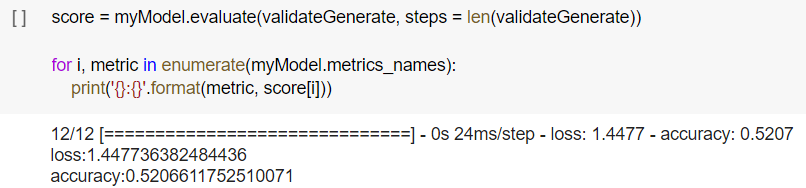 [ ] score = myModel.evaluate(validateGenerate, steps = len(validateGenerate))
for i, metric in enumerate(myModel.metrics_names):
print('{}:{}'.format(metric, score[i]))
12/12 [==============================] - 0s 24ms/step - loss: 1.4477 - accuracy: 0.5207
loss:1.447736382484436
accuracy:0.5206611752510071